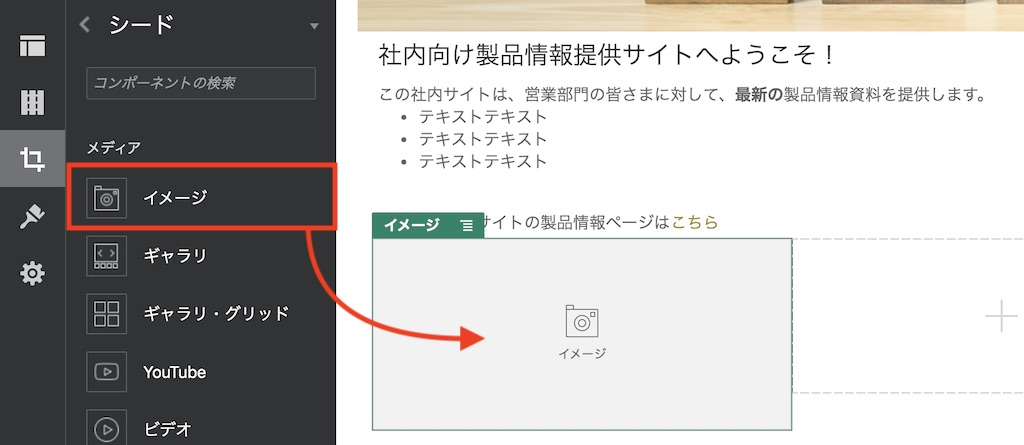 シード
コンポーネントの検索
メディア
イメージ
ギャラリ
ギャラリ・グリッド
YouTube
ビデオ
社内向け製品情報提供サイトへようこそ！
この社内サイトは、営業部門の皆さまに対して、最新の製品情報資料を提供します。
テキストテキスト
テキストテキスト
テキストテキスト
イメージ
サイトの製品情報ページはこちら
イメージ